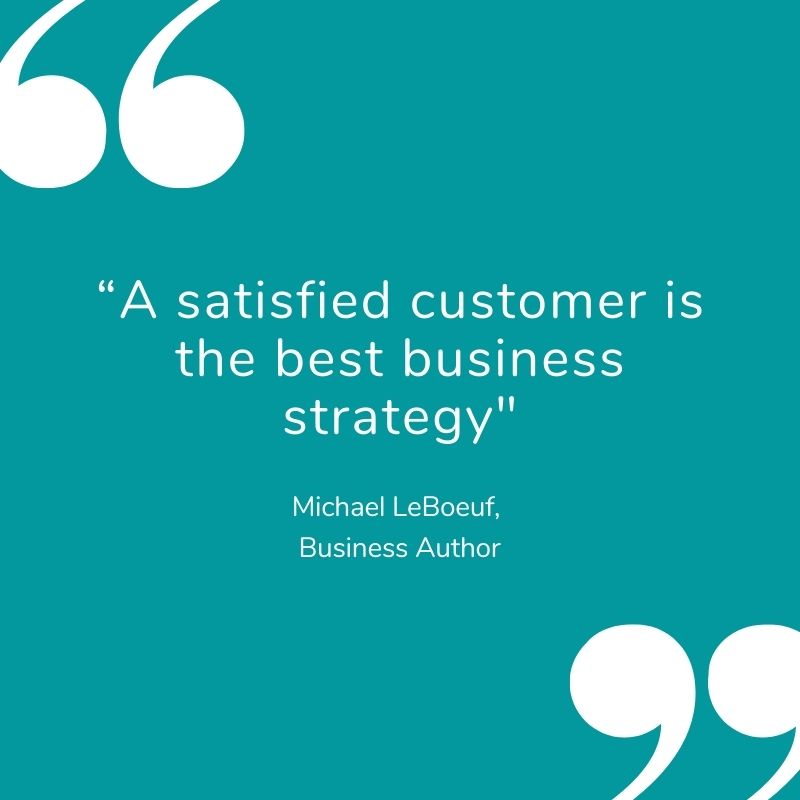 “A satisfied customer is
the best business
strategy"
Michael LeBoeuf,
Business Author